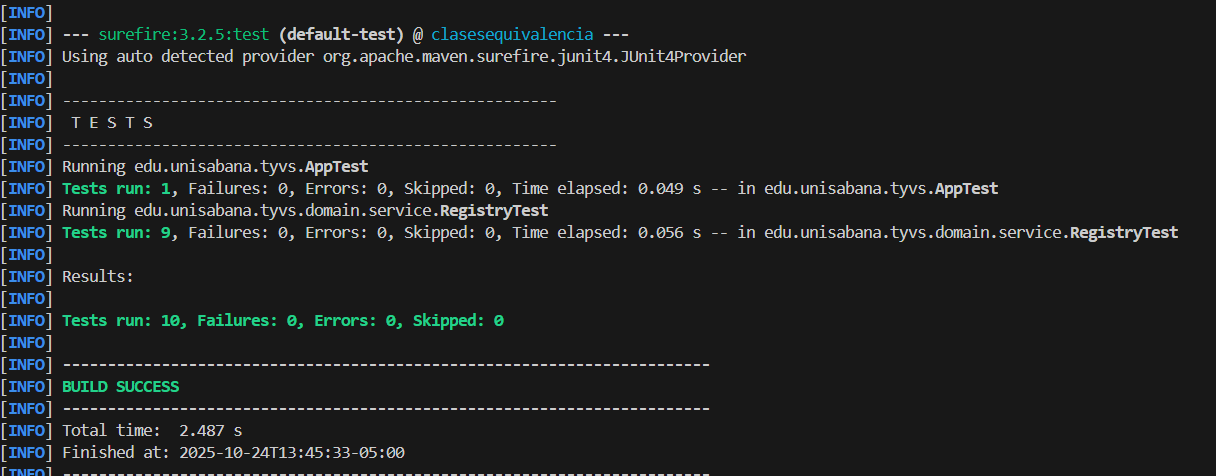 [INFO]
[INFO] --- surefire:3.2.5:test (default-test) @ clasesequivalencia ---
[INFO] Using auto detected provider org.apache.maven.surefire.junit4.JUnit4Provider
[INFO]
[INFO] -------------------------------------------------------
[INFO]  T E S T S
[INFO] -------------------------------------------------------
[INFO] Running edu.unisabana.tyvs.AppTest
[INFO] Tests run: 1, Failures: 0, Errors: 0, Skipped: 0, Time elapsed: 0.049 s -- in edu.unisabana.tyvs.AppTest
[INFO] Running edu.unisabana.tyvs.domain.service.RegistryTest
[INFO] Tests run: 9, Failures: 0, Errors: 0, Skipped: 0, Time elapsed: 0.056 s -- in edu.unisabana.tyvs.domain.service.RegistryTest
[INFO]
[INFO] Results:
[INFO]
[INFO] Tests run: 10, Failures: 0, Errors: 0, Skipped: 0
[INFO]
[INFO] ------------------------------------------------------------------------
[INFO] BUILD SUCCESS
[INFO] ------------------------------------------------------------------------
[INFO] Total time:  2.487 s
[INFO] Finished at: 2025-10-24T13:45:33-05:00
[INFO] ------------------------------------------------------------------------